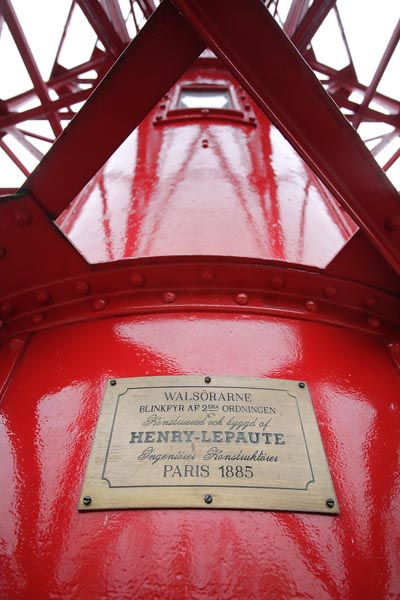 WALSÖRARNE
BLINKFYR AF 2DRA ORDNINGEN
Konstruerad och byggd af
HENRY-LEPAUTE
Ingeniörer Konstruktörer
PARIS 1885